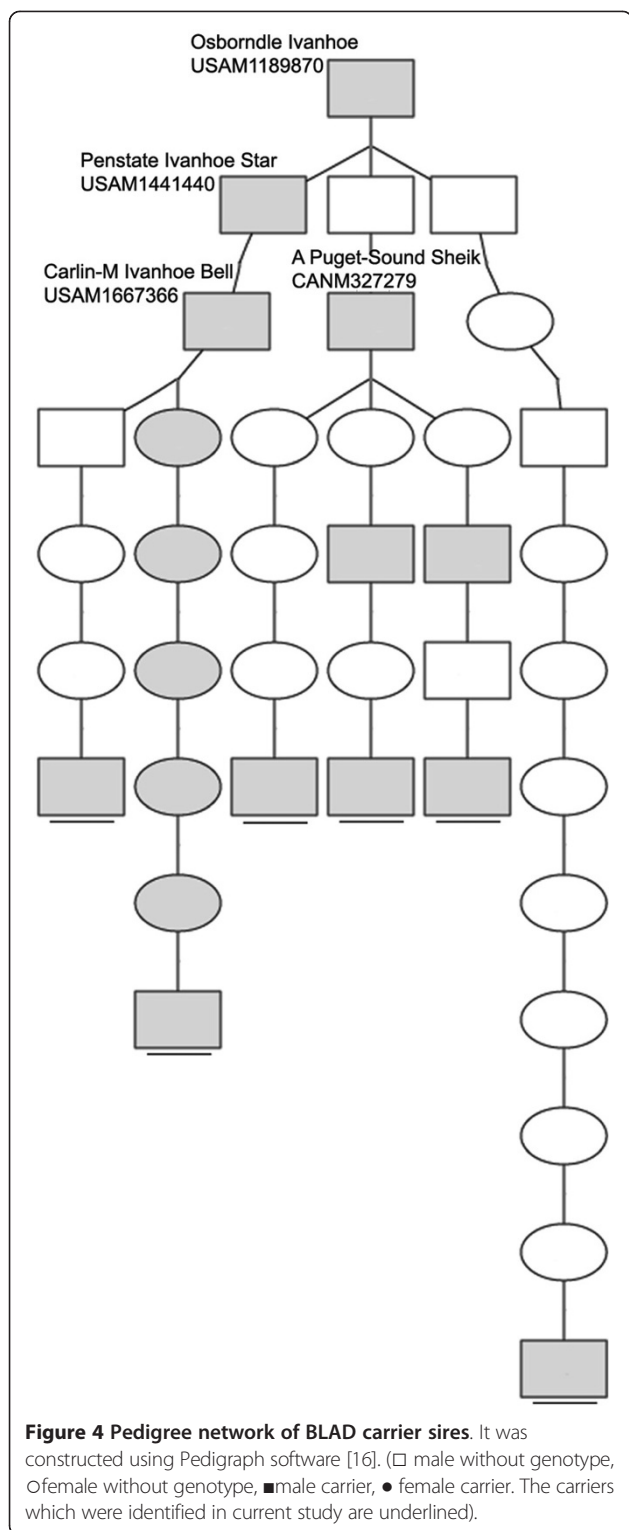 Osborndle Ivanhoe
USAM1189870
Penstate Ivanhoe Star
USAM1441440
Carlin-M Ivanhoe Bell
USAM1667366
A Puget-Sound Sheik
CANM327279
Figure 4 Pedigree network of BLAD carrier sires. It was
constructed using Pedigraph software [16]. (□ male without genotype,
○female without genotype, ■male carrier, ● female carrier. The carriers
which were identified in current study are underlined).